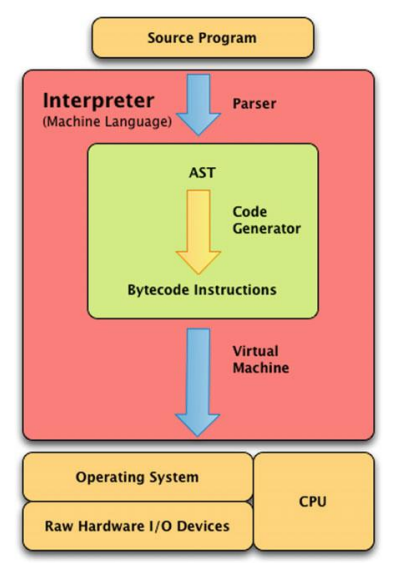 Source Program
Interpreter
(Machine Language)
Parser
AST
Code
Generator
Bytecode Instructions
Virtual
Machine
Operating System
CPU
Raw Hardware I/O Devices